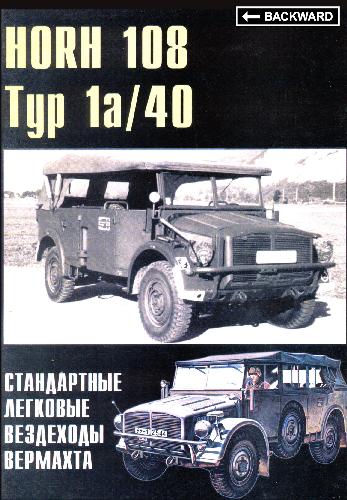 ← BACKWARD
HORH 108
Typ 1a/40
СТАНДАРТНЫЕ
ЛЕГКОВЫЕ
ВЕЗДЕХОДЫ
ВЕРМАХТА